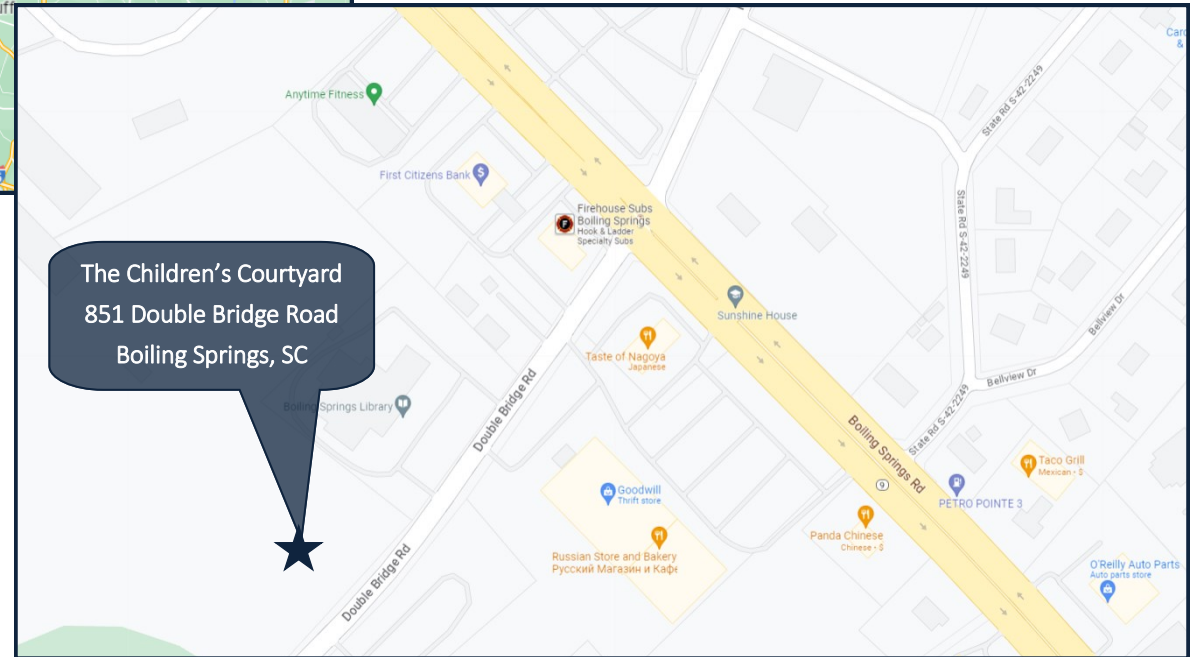 Anytime Fitness
First Citizens Bank
Firehouse Subs
Boiling Springs
Hook & Ladder
Specialty Subs
The Children's Courtyard
851 Double Bridge Road
Boiling Springs, SC
Boiling Springs Library
Double Bridge Rd
Double Bridge Rd
Sunshine House
Taste of Nagoya
Japanese
Goodwill
Thrift store
Russian Store and Bakery
Русский Магазин и Кафе
Boiling Springs Rd
9
Panda Chinese
Chinese • $
PETRO POINTE 3
Taco Grill
Mexican • $
O'Reilly Auto Parts
Auto parts store
State Rd S-42-2249
State Rd S-42-2249
State Rd S-42-2249
Bellview Dr
Bellview Dr
&